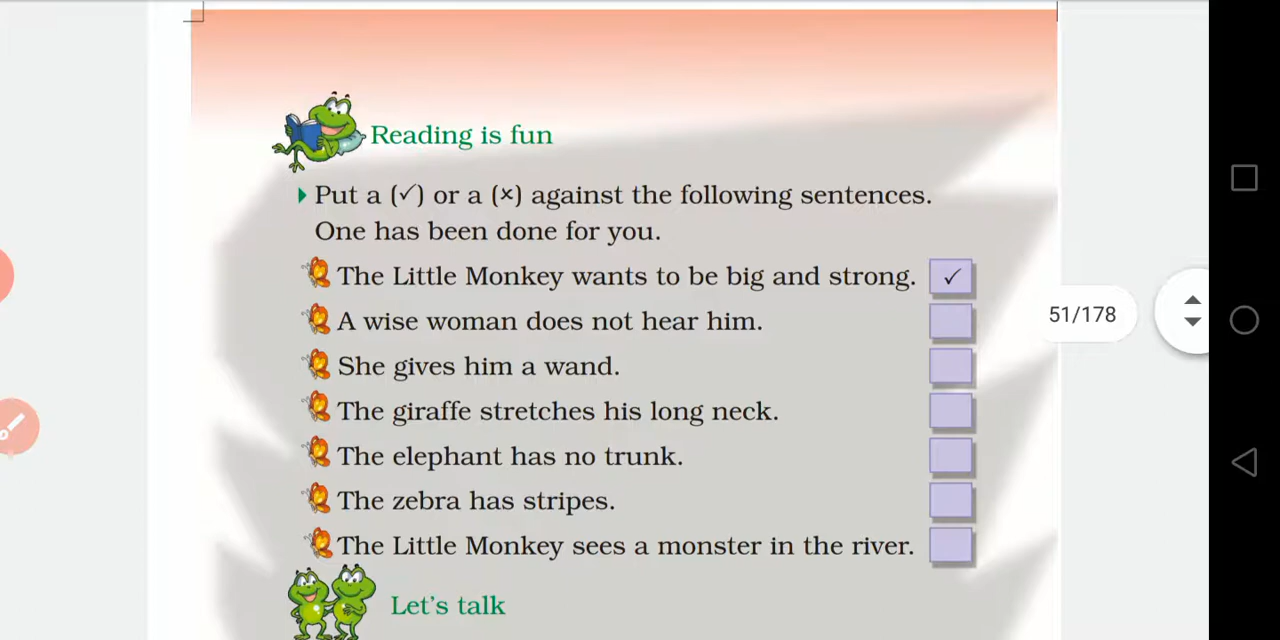 Reading is fun
Put a (✓) or a (×) against the following sentences.
One has been done for you.
The Little Monkey wants to be big and strong. ✓
A wise woman does not hear him.
She gives him a wand.
The giraffe stretches his long neck.
The elephant has no trunk.
The zebra has stripes.
The Little Monkey sees a monster in the river.
51/178
Let's talk